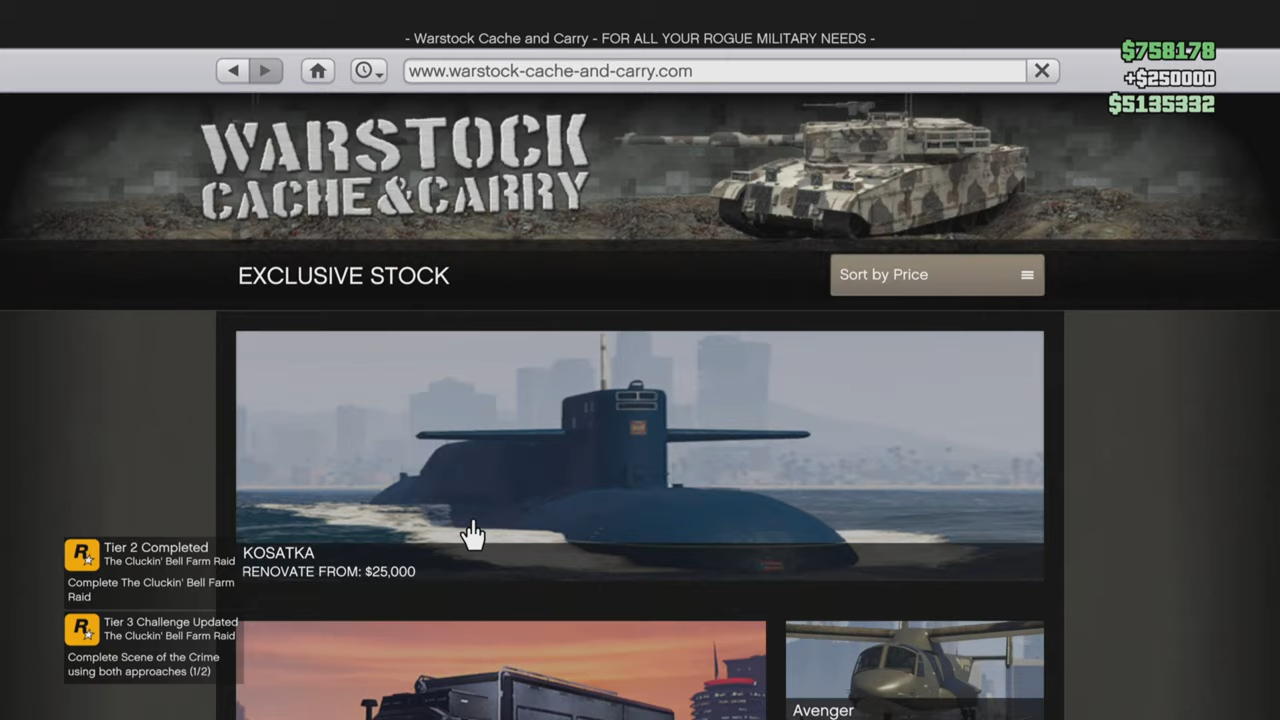 - Warstock Cache and Carry - FOR ALL YOUR ROGUE MILITARY NEEDS -
$758178
www.warstock-cache-and-carry.com
+$250000
$5135332
WARSTOCK
CACHE&CARRY
EXCLUSIVE STOCK
Sort by Price
KOSATKA
RENOVATE FROM: $25,000
Tier 2 Completed
The Cluckin' Bell Farm Raid
Complete The Cluckin' Bell Farm
Raid
Tier 3 Challenge Updated
The Cluckin' Bell Farm Raid
Complete Scene of the Crime
using both approaches (1/2)
Avenger